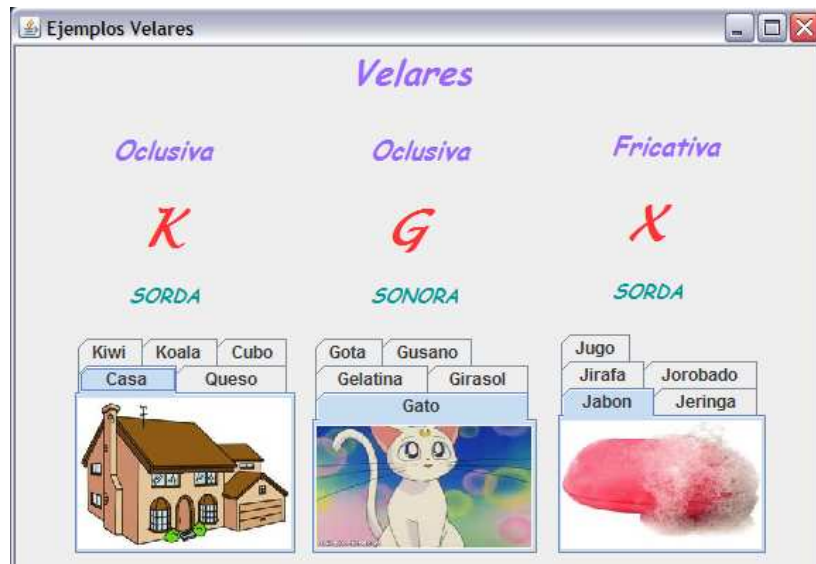 Ejemplos Velares
Velares
Oclusiva
K
SORDA
Kiwi Koala Cubo
Casa Queso
Oclusiva
G
SONORA
Gota Gusano
Gelatina Girasol
Gato
Fricativa
X
SORDA
Jugo
Jirafa Jorobado
Jabon Jeringa